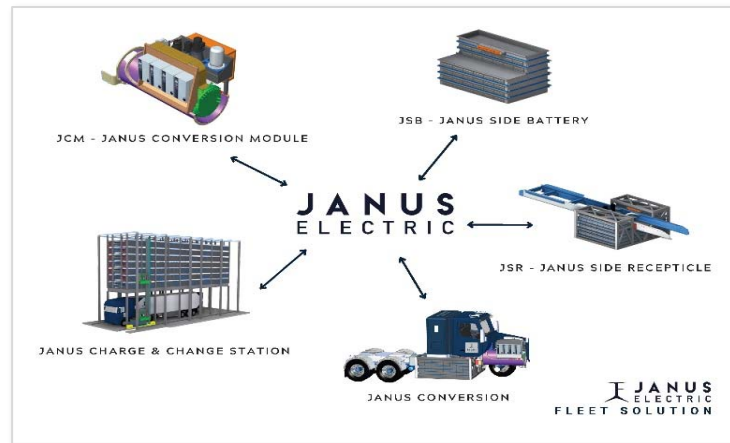 JCM - JANUS CONVERSION MODULE
JSB - JANUS SIDE BATTERY
JANUS
ELECTRIC
JSR - JANUS SIDE RECEPTICLE
JANUS CHARGE & CHANGE STATION
JANUS CONVERSION
JANUS
ELECTRIC
FLEET SOLUTION